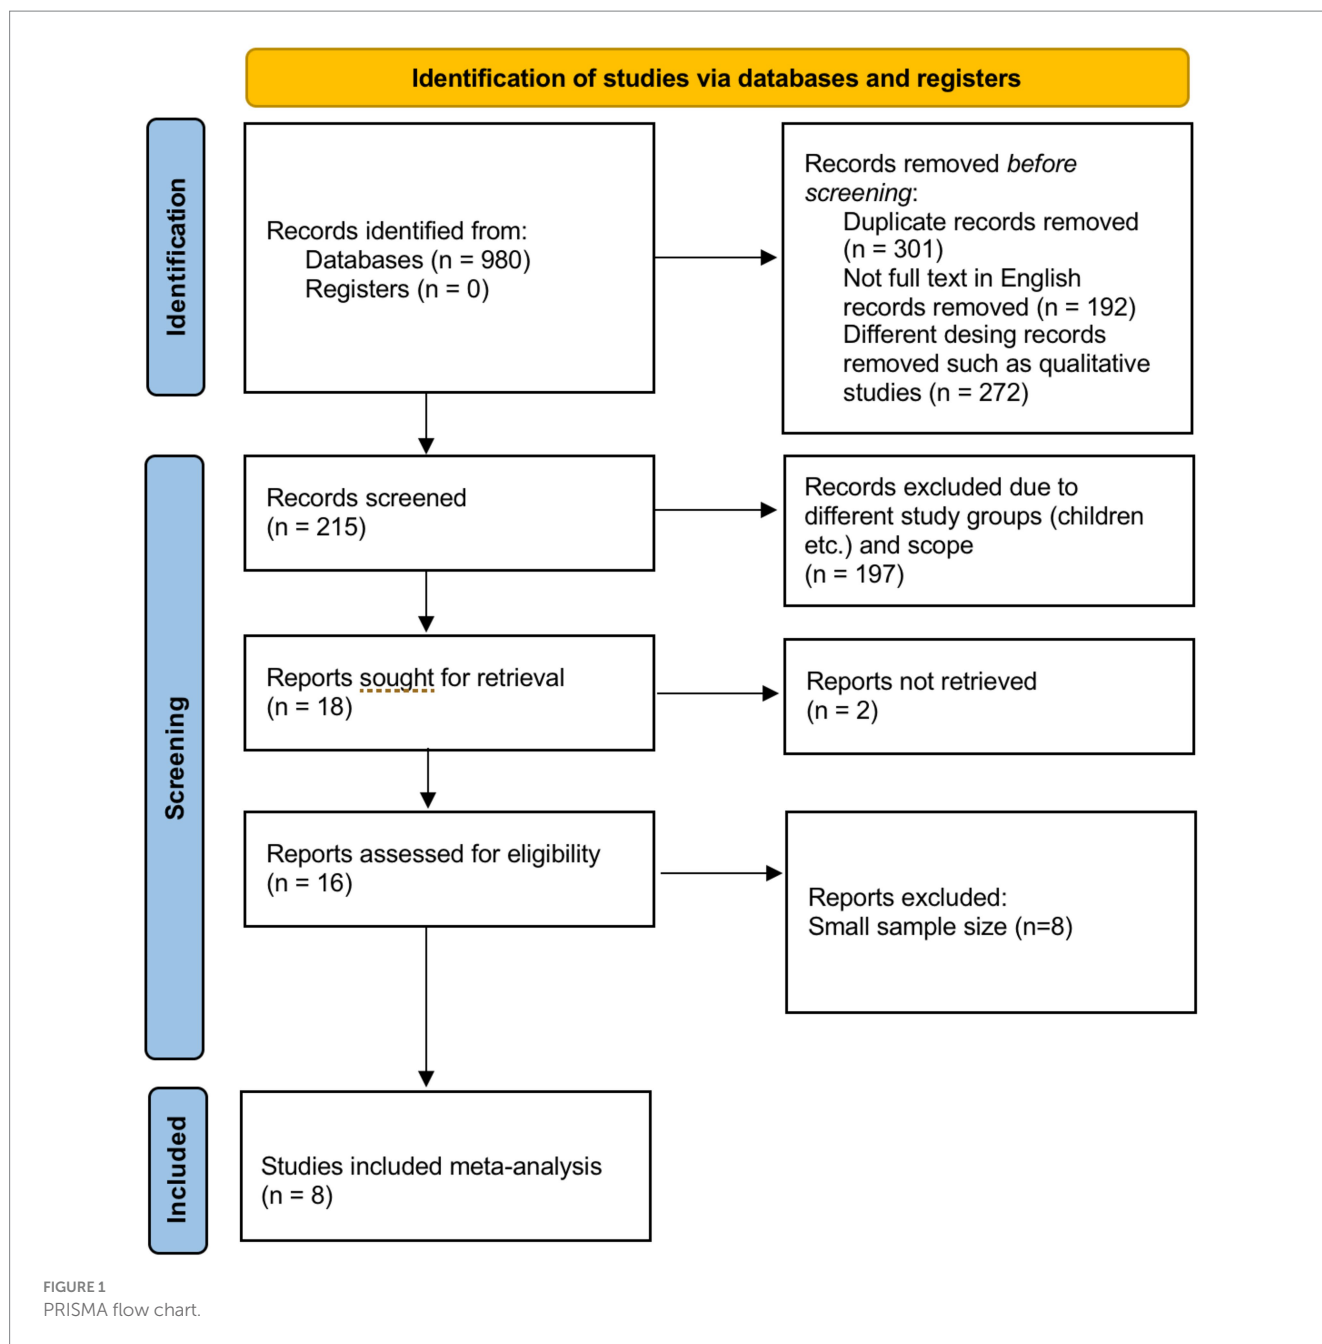 Identification of studies via databases and registers
Identification
Records identified from:
Databases (n = 980)
Registers (n = 0)
Records removed before
screening:
Duplicate records removed
(n = 301)
Not full text in English
records removed (n = 192)
Different desing records
removed such as qualitative
studies (n = 272)
Screening
Records screened
(n = 215)
Records excluded due to
different study groups (children
etc.) and scope
(n = 197)
Reports sought for retrieval
(n = 18)
Reports not retrieved
(n = 2)
Reports assessed for eligibility
(n = 16)
Reports excluded:
Small sample size (n=8)
Included
Studies included meta-analysis
(n = 8)
FIGURE 1
PRISMA flow chart.